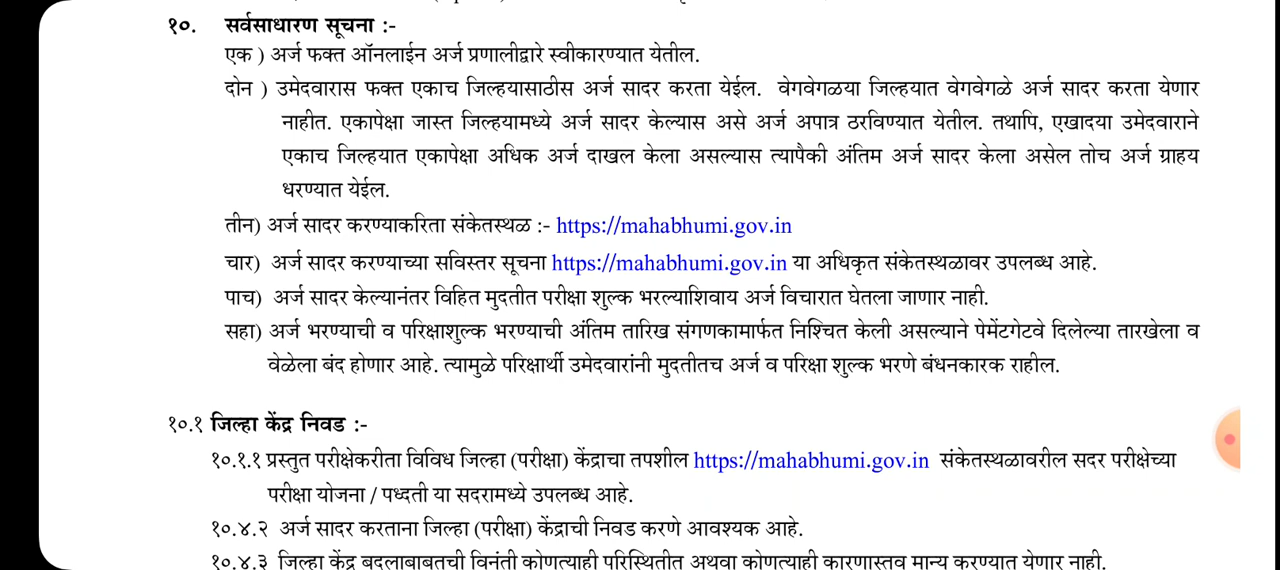 १०. सर्वसाधारण सूचना :-
एक ) अर्ज फक्त ऑनलाईन अर्ज प्रणालीद्वारे स्वीकारण्यात येतील.
दोन ) उमेदवारास फक्त एकाच जिल्हयासाठीस अर्ज सादर करता येईल. वेगवेगळया जिल्हयात वेगवेगळे अर्ज सादर करता येणार
नाहीत. एकापेक्षा जास्त जिल्हयामध्ये अर्ज सादर केल्यास असे अर्ज अपात्र ठरविण्यात येतील. तथापि, एखादया उमेदवाराने
एकाच जिल्हयात एकापेक्षा अधिक अर्ज दाखल केला असल्यास त्यापैकी अंतिम अर्ज सादर केला असेल तोच अर्ज ग्राहय
धरण्यात येईल.
तीन) अर्ज सादर करण्याकरिता संकेतस्थळ :- https://mahabhumi.gov.in
चार) अर्ज सादर करण्याच्या सविस्तर सूचना https://mahabhumi.gov.in या अधिकृत संकेतस्थळावर उपलब्ध आहे.
पाच) अर्ज सादर केल्यानंतर विहित मुदतीत परीक्षा शुल्क भरल्याशिवाय अर्ज विचारात घेतला जाणार नाही.
सहा) अर्ज भरण्याची व परिक्षाशुल्क भरण्याची अंतिम तारिख संगणकामार्फत निश्चित केली असल्याने पेमेंटगेटवे दिलेल्या तारखेला व
वेळेला बंद होणार आहे. त्यामुळे परिक्षार्थी उमेदवारांनी मुदतीतच अर्ज व परिक्षा शुल्क भरणे बंधनकारक राहील.
१०.१ जिल्हा केंद्र निवड :-
१०.१.१ प्रस्तुत परीक्षेकरीता विविध जिल्हा (परीक्षा) केंद्राचा तपशील https://mahabhumi.gov.in संकेतस्थळावरील सदर परीक्षेच्या
परीक्षा योजना / पध्दती या सदरामध्ये उपलब्ध आहे.
१०.४.२ अर्ज सादर करताना जिल्हा (परीक्षा) केंद्राची निवड करणे आवश्यक आहे.
१०.४.३ जिल्हा केंद्र बदलाबाबतची विनंती कोणत्याही परिस्थितीत अथवा कोणत्याही कारणास्तव मान्य करण्यात येणार नाही.